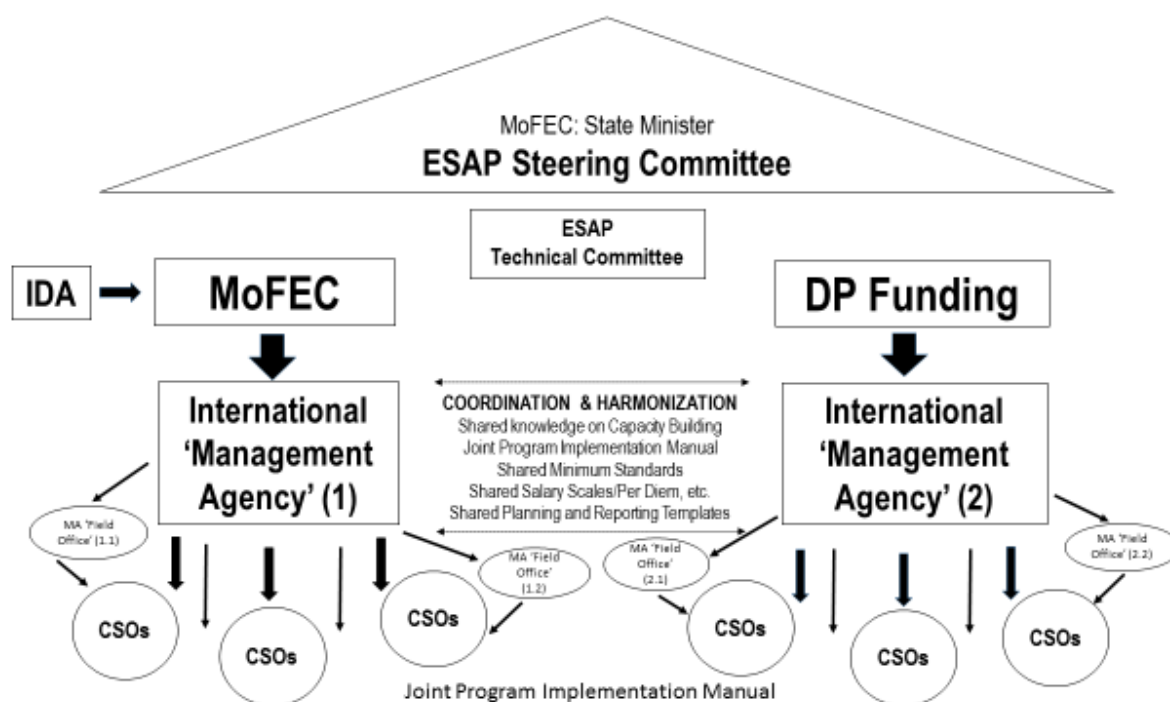 MoFEC: State Minister
ESAP Steering Committee
ESAP
Technical Committee
IDA
MoFEC
DP Funding
International
‘Management
Agency’ (1)
COORDINATION & HARMONIZATION
Shared knowledge on Capacity Building
Joint Program Implementation Manual
Shared Minimum Standards
Shared Salary Scales/Per Diem, etc.
Shared Planning and Reporting Templates
International
‘Management
Agency’ (2)
MA ‘Field
Office’ (1.1)
MA ‘Field
Office’
(1.2)
MA ‘Field
Office’
(2.1)
MA ‘Field
Office’ (2.2)
CSOs
CSOs
CSOs
CSOs
CSOs
CSOs
Joint Program Implementation Manual